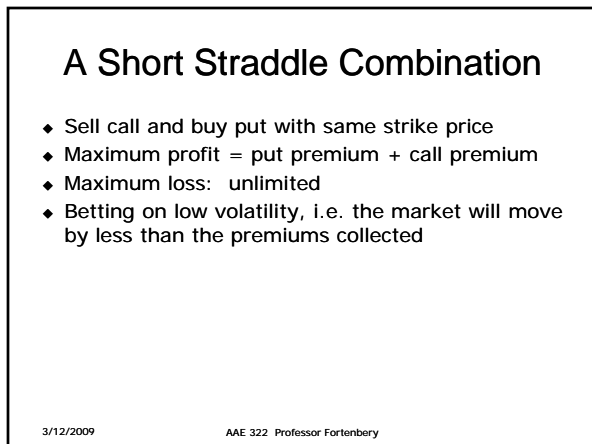 A Short Straddle Combination
◆ Sell call and buy put with same strike price
◆ Maximum profit = put premium + call premium
◆ Maximum loss: unlimited
◆ Betting on low volatility, i.e. the market will move
by less than the premiums collected
3/12/2009
AAE 322 Professor Fortenbery